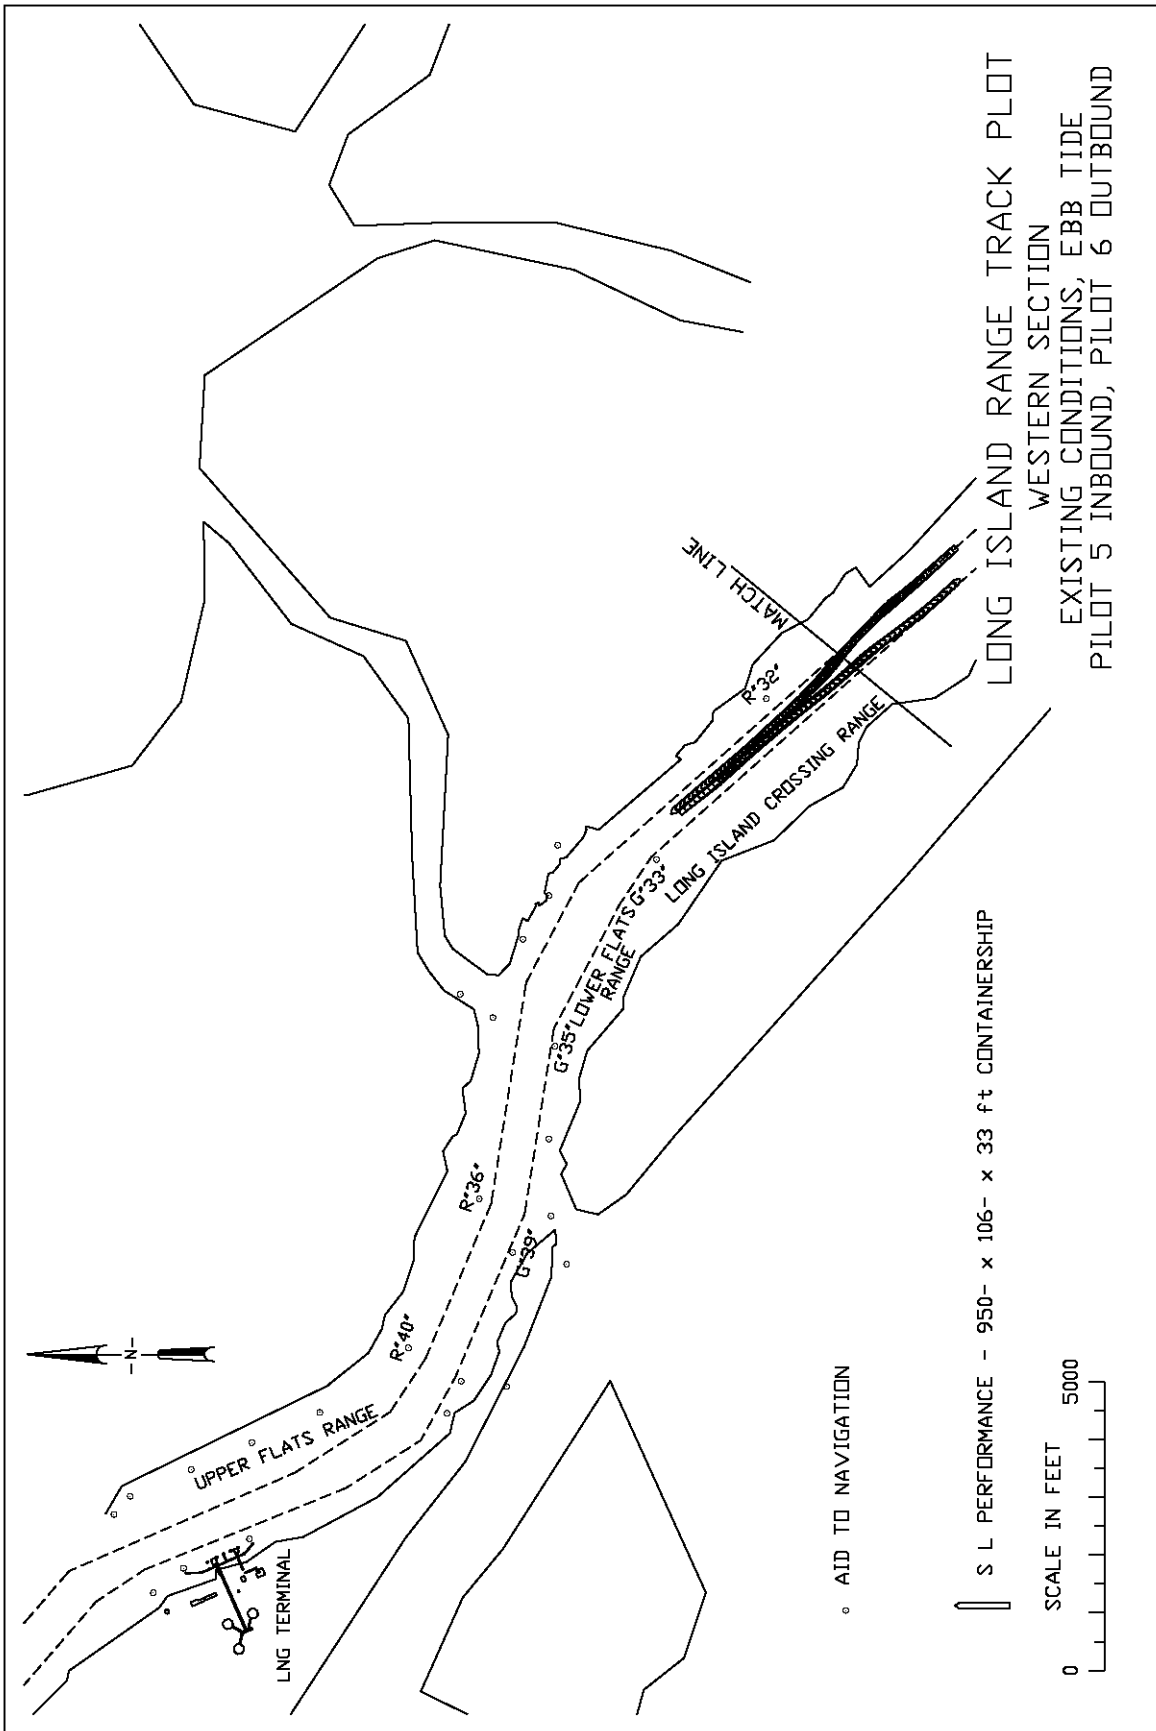 -N-
UPPER FLATS RANGE
LNG TERMINAL
R"40"
R"36"
G"39"
G"35"
LOWER FLATS
RANGE
G"33"
LONG ISLAND CROSSING RANGE
R"32"
MATCH LINE
AID TO NAVIGATION
S L PERFORMANCE - 950- x 106- x 33 ft CONTAINERSHIP
SCALE IN FEET
0 5000
LONG ISLAND RANGE TRACK PLOT
WESTERN SECTION
EXISTING CONDITIONS, EBB TIDE
PILOT 5 INBOUND, PILOT 6 OUTBOUND